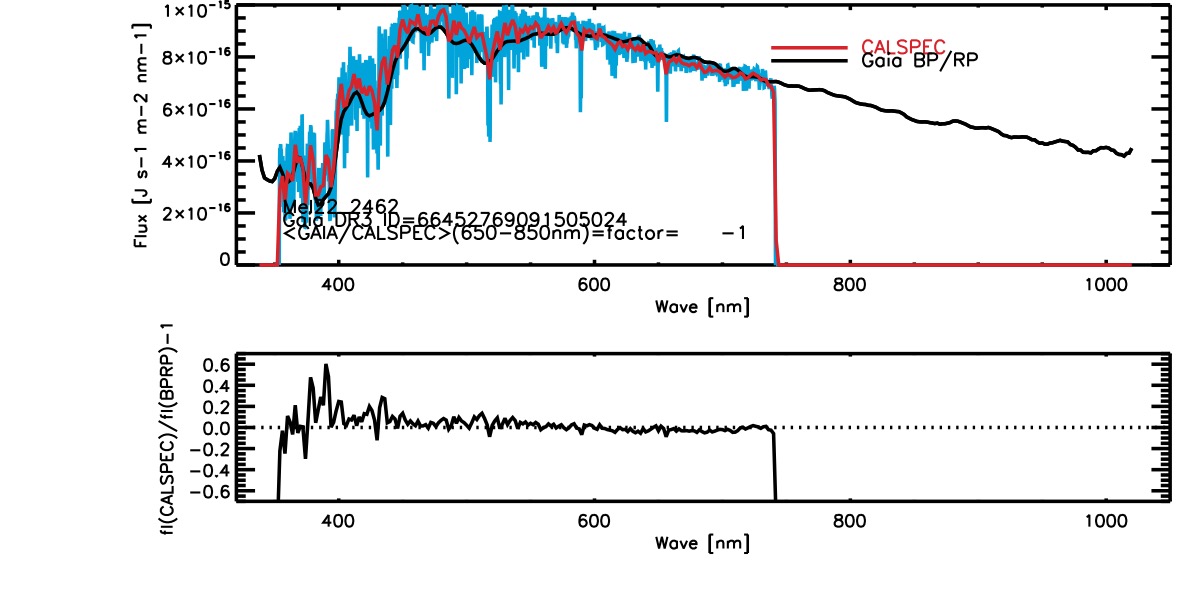 1×10−15
8×10−16
6×10−16
4×10−16
2×10−16
0
Flux [J s−1 m−2 nm−1]
CALSPEC
Gaia BP/RP
Mel22_2462
Gaia DR3 ID=66452769091505024
<GAIA/CALSPEC>(650−850nm)=factor= −1
400 600 800 1000
Wave [nm]
fl(CALSPEC)/fl(BPRP)−1
0.6
0.4
0.2
0.0
−0.2
−0.4
−0.6
400 600 800 1000
Wave [nm]